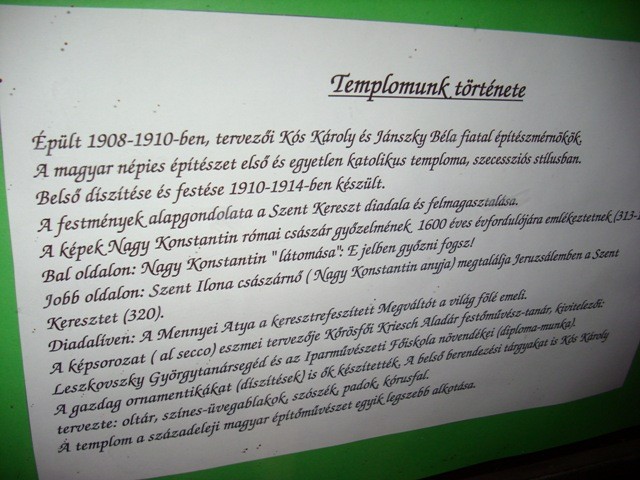 Templomunk története
Épült 1908-1910-ben, tervezői Kós Károly és Jánszky Béla fiatal építészmérnökök.
A magyar népies építészet első és egyetlen katolikus temploma, szecessziós stílusban.
Belső díszítése és festése 1910-1914-ben készült.
A festmények alapgondolata a Szent Kereszt diadala és felmagasztalása.
A képek Nagy Konstantin római császár győzelmének 1600 éves évfordulójára emlékeztetnek (313-1
Bal oldalon: Nagy Konstantin "látomása": E jelben győzni fogsz!
Jobb oldalon: Szent Ilona császárnő ( Nagy Konstantin anyja) megtalálja Jeruzsálemben a Szent
Keresztet (320).
Diadalíven: A Mennyei Atya a keresztrefeszített Megváltót a világ fölé emeli.
A képsorozat ( al secco) eszmei tervezője Körösfői Kriesch Aladár festőművész-tanár, kivitelezői:
Leszkovszky Györgytanársegéd és az Iparművészeti Főiskola növendékei (diploma-munka).
A gazdag ornamentikákat (díszítések) is ők készítették. A belső berendezési tárgyakat is Kós Károly
tervezte: oltár, színes-üvegablakok, szószék, padok, kórusfal.
A templom a századeleji magyar építőművészet egyik legszebb alkotása.